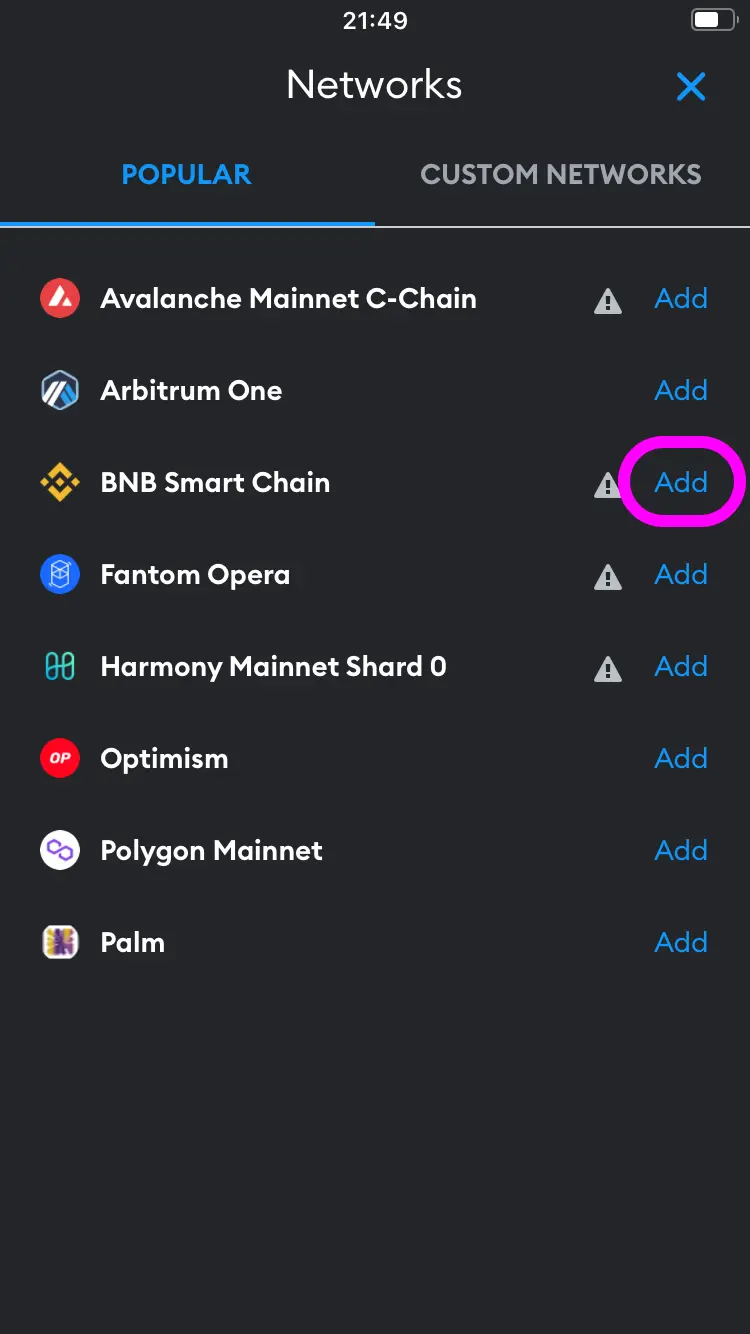 21:49
Networks
POPULAR CUSTOM NETWORKS
Avalanche Mainnet C-Chain Add
Arbitrum One Add
BNB Smart Chain Add
Fantom Opera Add
Harmony Mainnet Shard 0 Add
OP Optimism Add
Polygon Mainnet Add
Palm Add